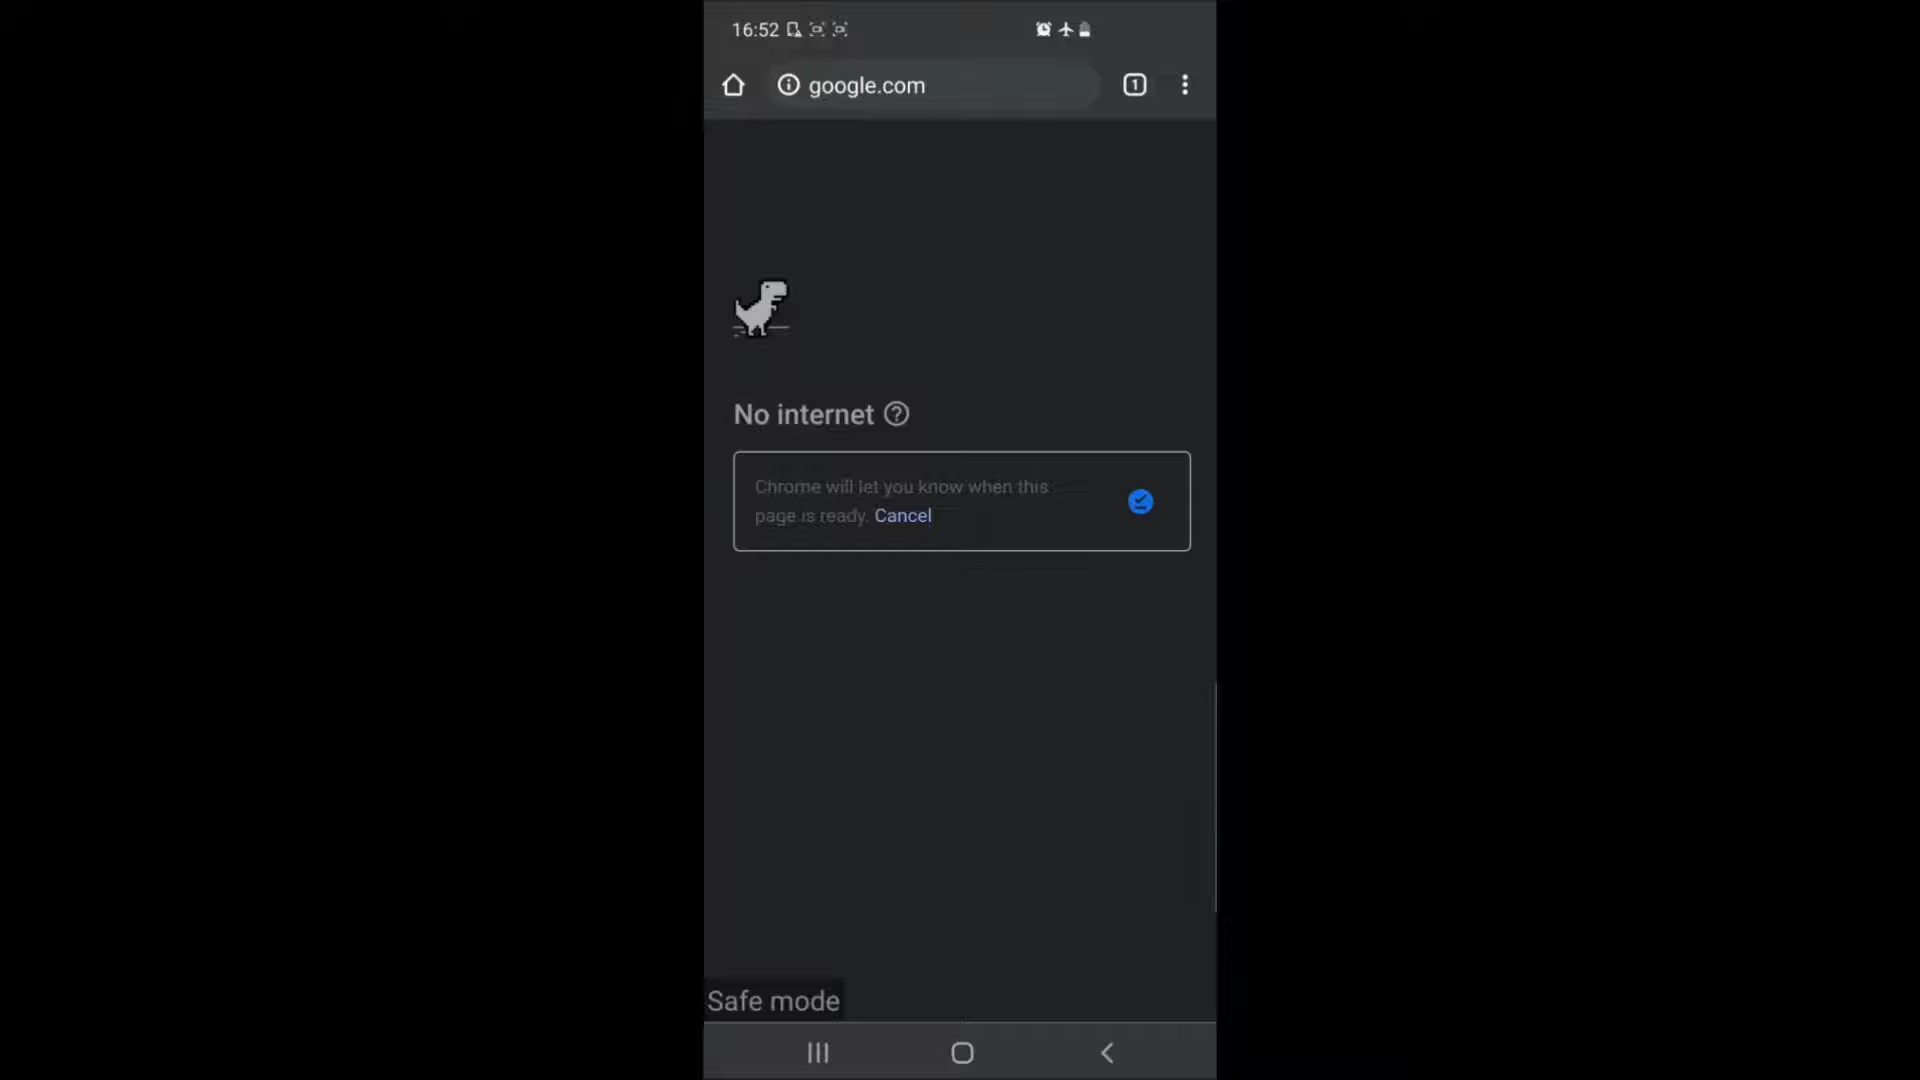 16:52
google.com
1
No internet
Chrome will let you know when this
page is ready. Cancel
Safe mode